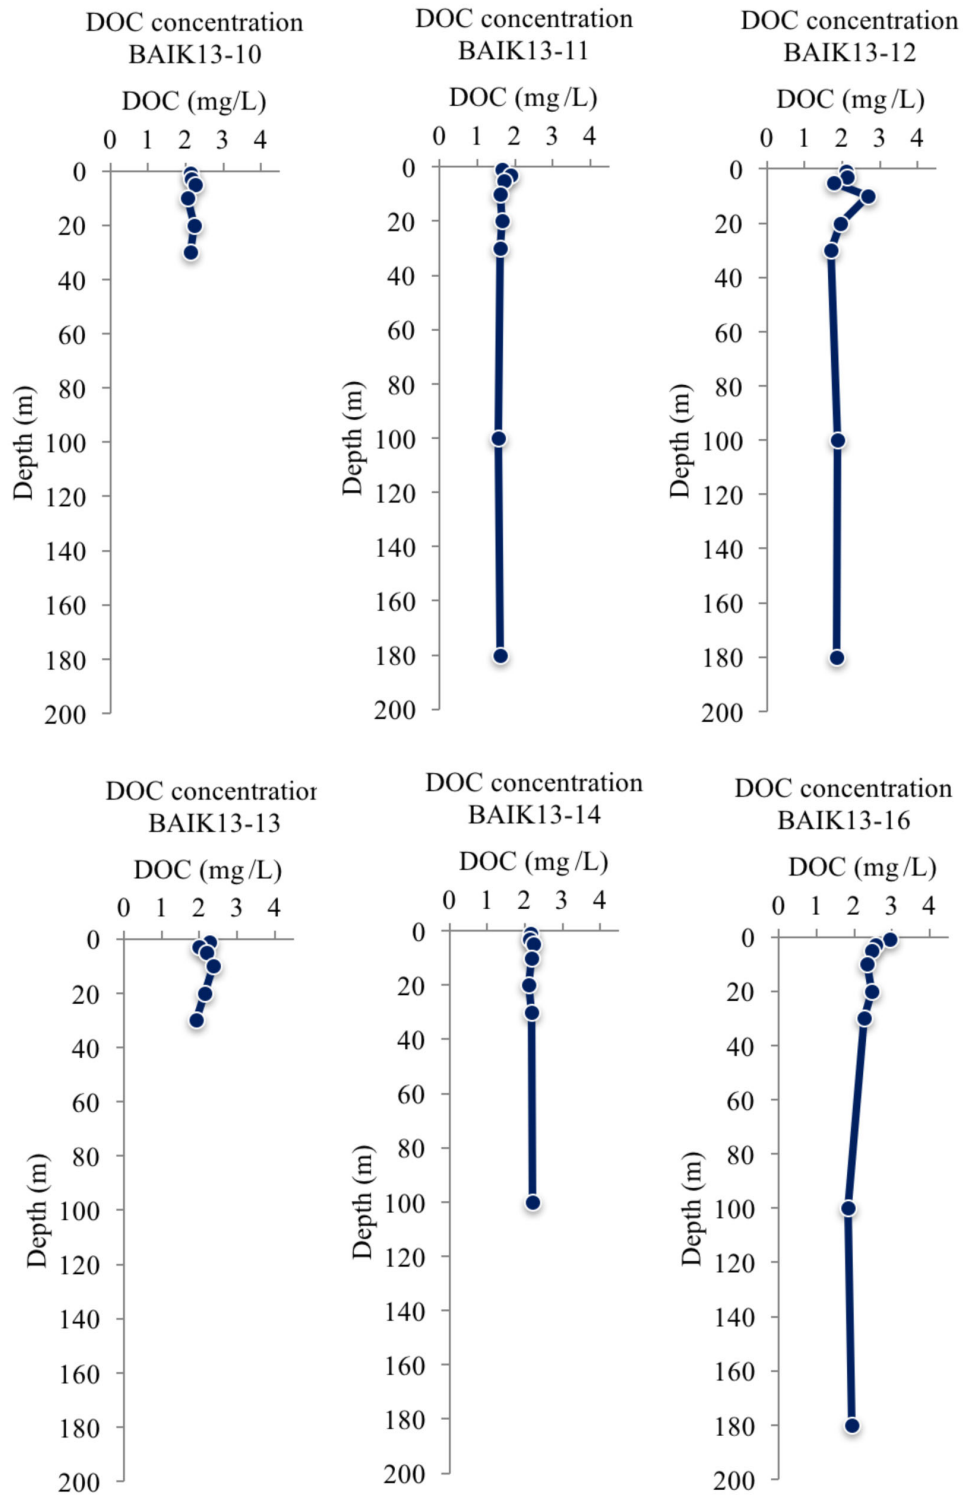 DOC concentration
BAIK13-10
DOC (mg/L)
0 1 2 3 4
0
20
40
60
80
100
120
140
160
180
200
Depth (m)
DOC concentration
BAIK13-11
DOC (mg/L)
0 1 2 3 4
0
20
40
60
80
100
120
140
160
180
200
Depth (m)
DOC concentration
BAIK13-12
DOC (mg/L)
0 1 2 3 4
0
20
40
60
80
100
120
140
160
180
200
Depth (m)
DOC concentration
BAIK13-13
DOC (mg/L)
0 1 2 3 4
0
20
40
60
80
100
120
140
160
180
200
Depth (m)
DOC concentration
BAIK13-14
DOC (mg/L)
0 1 2 3 4
0
20
40
60
80
100
120
140
160
180
200
Depth (m)
DOC concentration
BAIK13-16
DOC (mg/L)
0 1 2 3 4
0
20
40
60
80
100
120
140
160
180
200
Depth (m)